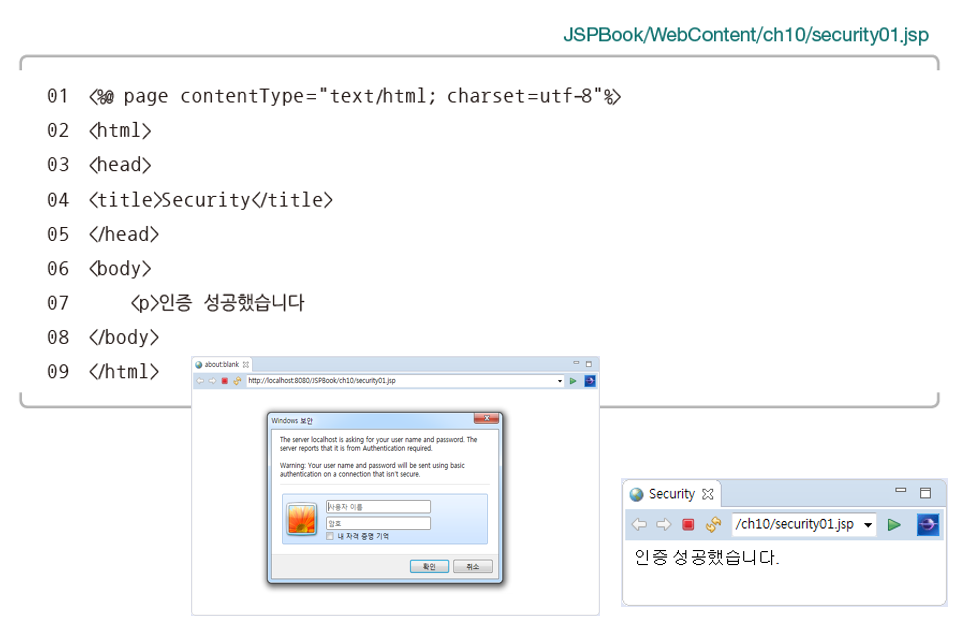 JSPBook/WebContent/ch10/security01.jsp
01 <%@ page contentType="text/html; charset=utf-8"%>
02 <html>
03 <head>
04 <title>Security</title>
05 </head>
06 <body>
07 <p>인증 성공했습니다
08 </body>
09 </html>
about:blank
http://localhost:8080/JSPBook/ch10/security01.jsp
Windows 보안
The server localhost is asking for your user name and password. The
server reports that it is from Authentication required.
Warning: Your user name and password will be sent using basic
authentication on a connection that isn't secure.
사용자 이름
암호
내 자격 증명 기억
확인
취소
Security
/ch10/security01.jsp
인증 성공했습니다.